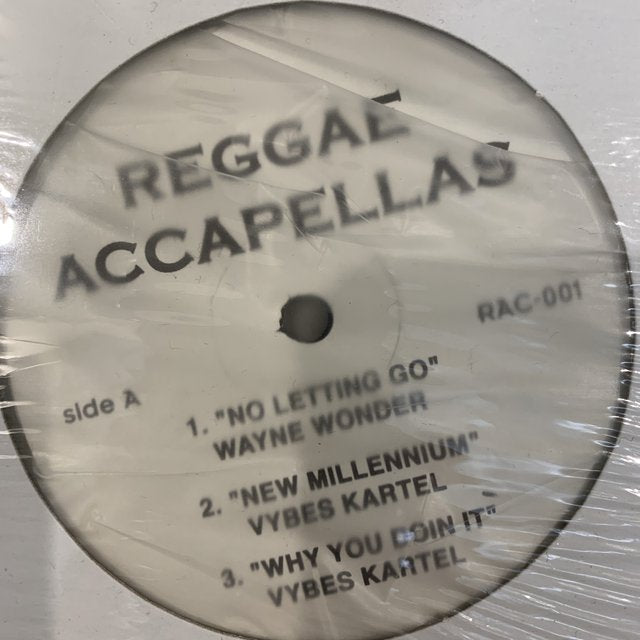 REGGAE
ACCAPELLAS
RAC-001
side A
1. "NO LETTING GO"
WAYNE WONDER
2. "NEW MILLENNIUM"
VYBES KARTEL
3. "WHY YOU DOIN IT"
VYBES KARTEL